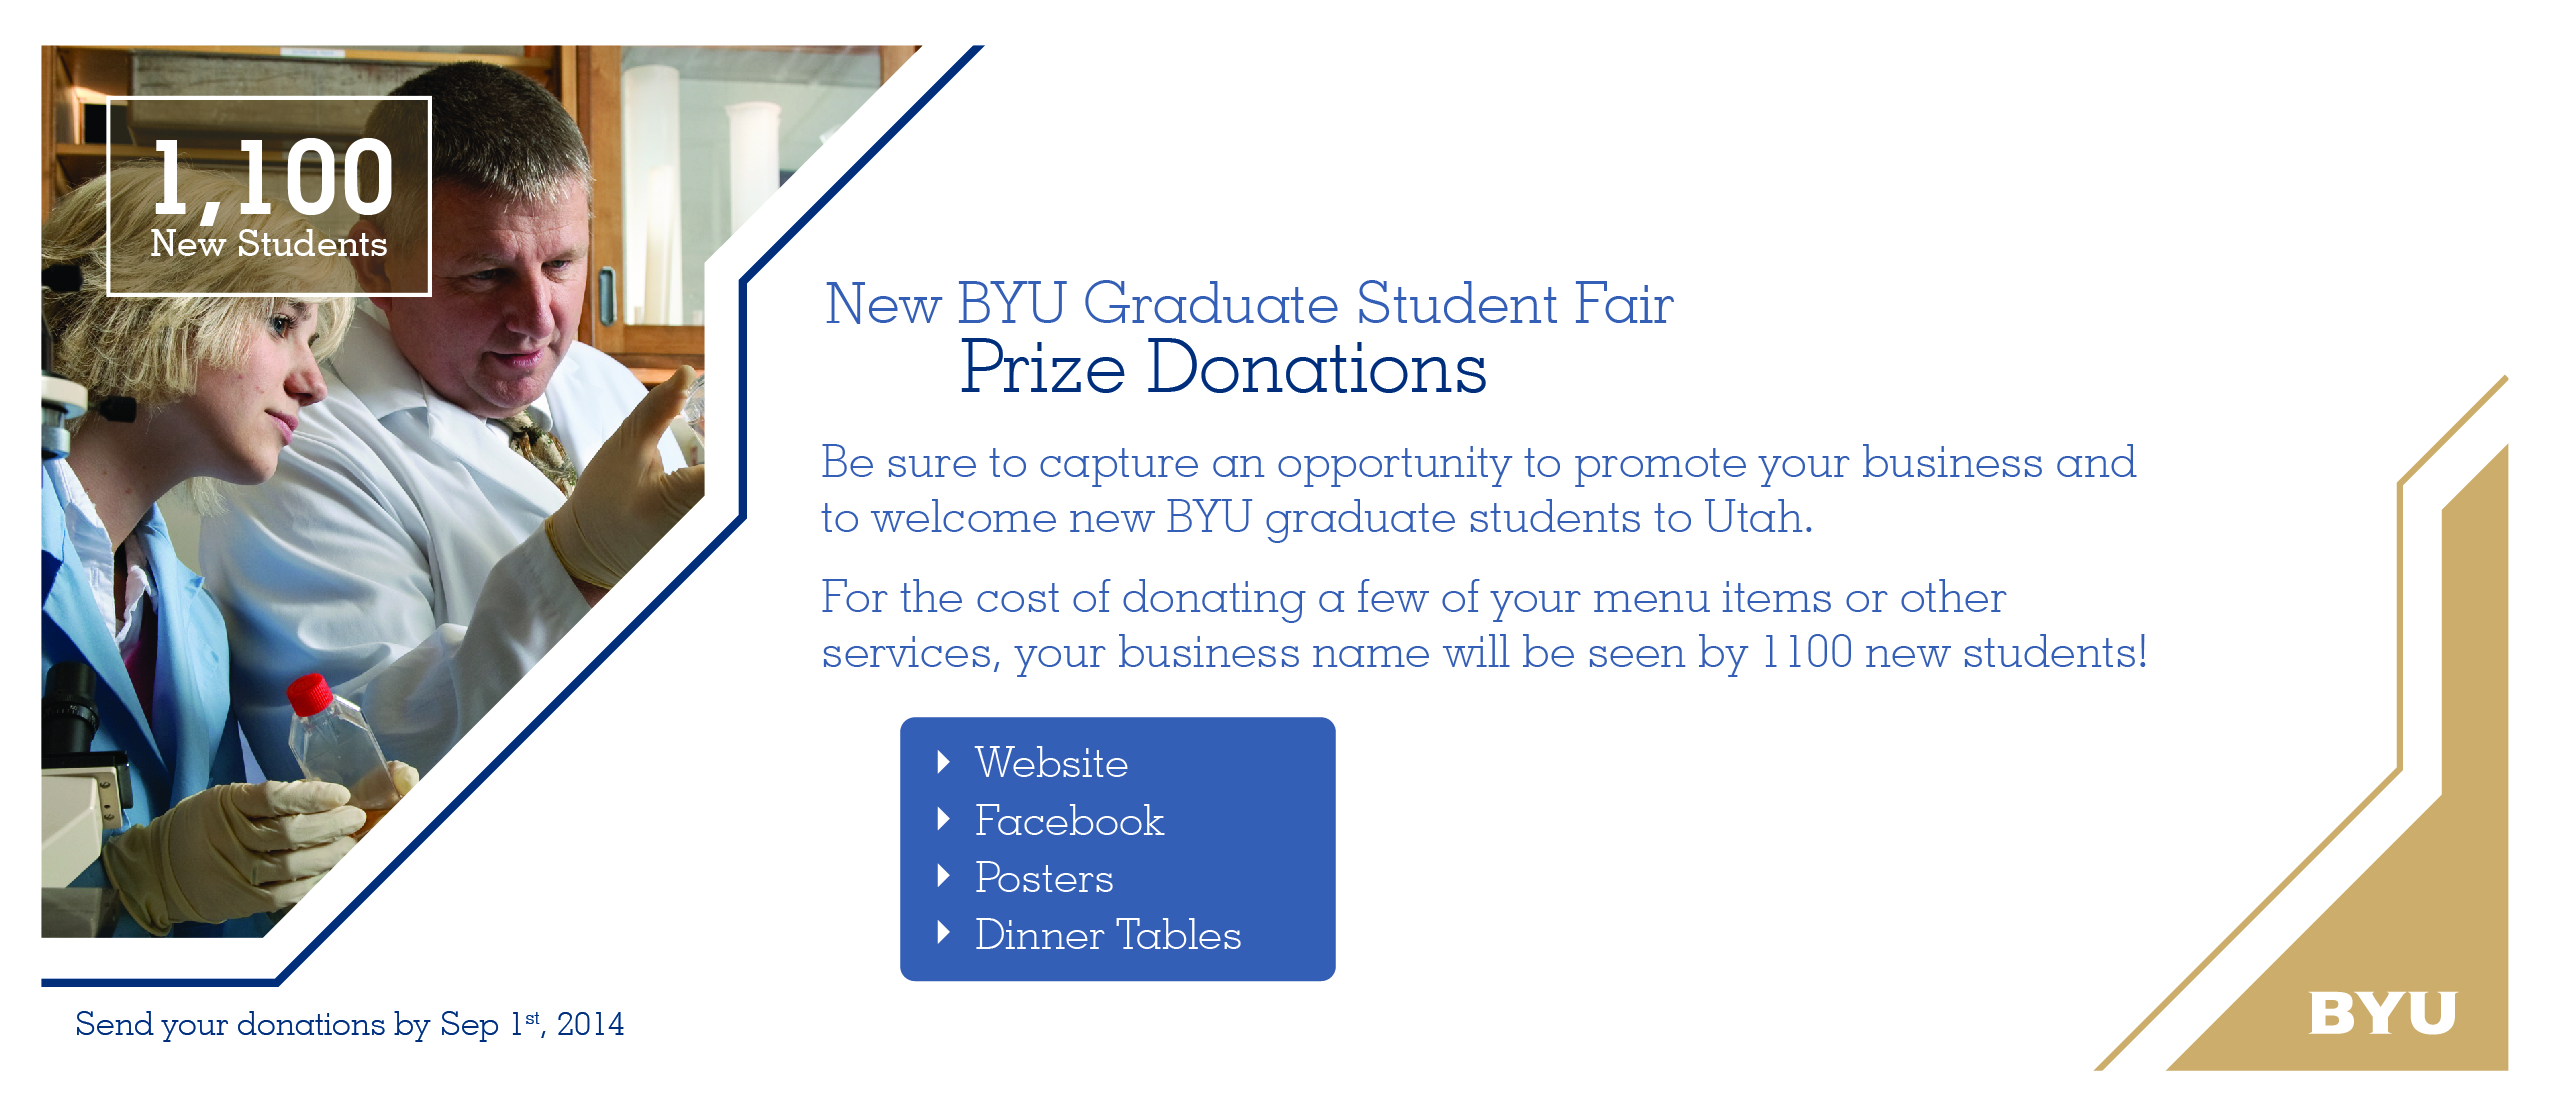 1,100
New Students
New BYU Graduate Student Fair
Prize Donations
Be sure to capture an opportunity to promote your business and
to welcome new BYU graduate students to Utah.
For the cost of donating a few of your menu items or other
services, your business name will be seen by 1100 new students!
Website
Facebook
Posters
Dinner Tables
Send your donations by Sep 1st, 2014
BYU